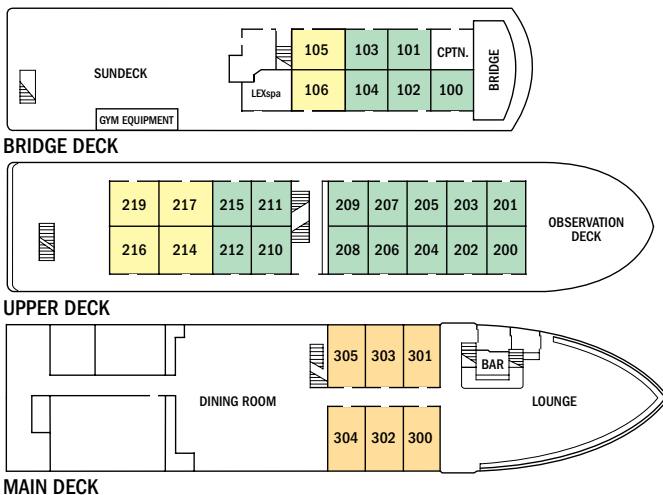 105 103 101 CPTN.
SUNDECK
BRIDGE
LEXspa 106 104 102 100
GYM EQUIPMENT
BRIDGE DECK
219 217 215 211 209 207 205 203 201
OBSERVATION
DECK
216 214 212 210 208 206 204 202 200
UPPER DECK
305 303 301
BAR
DINING ROOM
LOUNGE
304 302 300
MAIN DECK